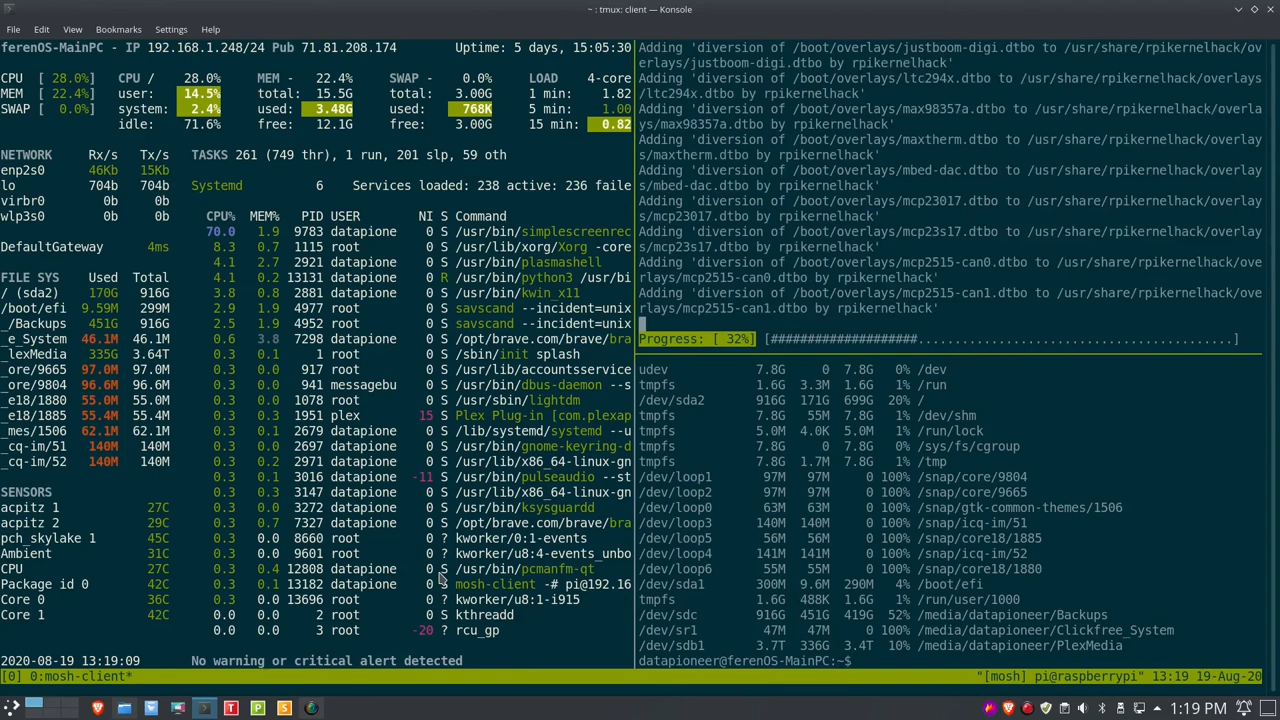 ~ : tmux: client — Konsole
File Edit View Bookmarks Settings Help
ferenOS-MainPC - IP 192.168.1.248/24 Pub 71.81.208.174 Uptime: 5 days, 15:05:30
CPU [ 28.0%] CPU / 28.0% MEM - 22.4% SWAP - 0.0% LOAD 4-core
MEM [ 22.4%] user: 14.5% total: 15.5G total: 3.00G 1 min: 1.82
SWAP [ 0.0%] system: 2.4% used: 3.48G used: 768K 5 min: 1.00
idle: 71.6% free: 12.1G free: 3.00G 15 min: 0.82
NETWORK Rx/s Tx/s TASKS 261 (749 thr), 1 run, 201 slp, 59 oth
enp2s0 46Kb 15Kb
lo 704b 704b Systemd 6 Services loaded: 238 active: 236 faile
virbr0 0b 0b
wlp3s0 0b 0b CPU% MEM% PID USER NI S Command
70.0 1.9 9783 datapione 0 S /usr/bin/simplescreenrec
DefaultGateway 4ms 8.3 0.7 1115 root 0 S /usr/lib/xorg/Xorg -core
4.1 2.7 2921 datapione 0 S /usr/bin/plasmashell
FILE SYS Used Total 4.1 0.2 13131 datapione 0 R /usr/bin/python3 /usr/bi
/ (sda2) 170G 916G 3.8 0.8 2881 datapione 0 S /usr/bin/kwin_x11
/boot/efi 9.59M 299M 2.9 1.9 4977 root 0 S savscand --incident=unix
_/Backups 451G 916G 2.5 1.9 4952 root 0 S savscand --incident=unix
_e_System 46.1M 46.1M 0.6 3.8 7298 datapione 0 S /opt/brave.com/brave/bra
_lexMedia 335G 3.64T 0.3 0.1 1 root 0 S /sbin/init splash
_ore/9665 97.0M 97.0M 0.3 0.0 917 root 0 S /usr/lib/accountsservice
_ore/9804 96.6M 96.6M 0.3 0.0 941 messagebu 0 S /usr/bin/dbus-daemon --s
_e18/1880 55.0M 55.0M 0.3 0.0 1078 root 0 S /usr/sbin/lightdm
_e18/1885 55.4M 55.4M 0.3 0.1 1951 plex 15 S Plex Plug-in [com.plexap
_mes/1506 62.1M 62.1M 0.3 0.1 2679 datapione 0 S /lib/systemd/systemd --u
_cq-im/51 140M 140M 0.3 0.1 2697 datapione 0 S /usr/bin/gnome-keyring-d
_cq-im/52 140M 140M 0.3 0.2 2971 datapione 0 S /usr/lib/x86_64-linux-gn
0.3 0.1 3016 datapione -11 S /usr/bin/pulseaudio --st
SENSORS 0.3 0.1 3147 datapione 0 S /usr/lib/x86_64-linux-gn
acpitz 1 27C 0.3 0.1 3272 datapione 0 S /usr/bin/ksysguardd
acpitz 2 29C 0.3 0.7 7327 datapione 0 S /opt/brave.com/brave/bra
pch_skylake 1 45C 0.3 0.0 8660 root 0 ? kworker/0:1-events
Ambient 31C 0.3 0.0 9601 root 0 ? kworker/u8:4-events_unbo
CPU 42C 0.3 0.4 12808 datapione 0 S /usr/bin/pcmanfm-qt
Package id 0 42C 0.3 0.1 13182 datapione 0 S mosh-client -# pi@192.16
Core 0 36C 0.3 0.0 13696 root 0 ? kworker/u8:1-i915
Core 1 42C 0.0 0.0 2 root 0 S kthreadd
0.0 0.0 3 root -20 ? rcu_gp
2020-08-19 13:19:09 No warning or critical alert detected
Adding 'diversion of /boot/overlays/justboom-digi.dtbo to /usr/share/rpikernelhack/ov
erlays/justboom-digi.dtbo by rpikernelhack'
Adding 'diversion of /boot/overlays/ltc294x.dtbo to /usr/share/rpikernelhack/overlays
/ltc294x.dtbo by rpikernelhack'
Adding 'diversion of /boot/overlays/max98357a.dtbo to /usr/share/rpikernelhack/overla
ys/max98357a.dtbo by rpikernelhack'
Adding 'diversion of /boot/overlays/maxtherm.dtbo to /usr/share/rpikernelhack/overlay
s/maxtherm.dtbo by rpikernelhack'
Adding 'diversion of /boot/overlays/mbed-dac.dtbo to /usr/share/rpikernelhack/overlay
s/mbed-dac.dtbo by rpikernelhack'
Adding 'diversion of /boot/overlays/mcp23017.dtbo to /usr/share/rpikernelhack/overlay
s/mcp23017.dtbo by rpikernelhack'
Adding 'diversion of /boot/overlays/mcp23s17.dtbo to /usr/share/rpikernelhack/overlay
s/mcp23s17.dtbo by rpikernelhack'
Adding 'diversion of /boot/overlays/mcp2515-can0.dtbo to /usr/share/rpikernelhack/ove
rlays/mcp2515-can0.dtbo by rpikernelhack'
Adding 'diversion of /boot/overlays/mcp2515-can1.dtbo to /usr/share/rpikernelhack/ove
rlays/mcp2515-can1.dtbo by rpikernelhack'
Progress: [ 32%] [####################...........................................]
udev 7.8G 0 7.8G 0% /dev
tmpfs 1.6G 3.3M 1.6G 1% /run
/dev/sda2 916G 171G 699G 20% /
tmpfs 7.8G 55M 7.8G 1% /dev/shm
tmpfs 5.0M 4.0K 5.0M 1% /run/lock
tmpfs 7.8G 0 7.8G 0% /sys/fs/cgroup
tmpfs 7.8G 1.7M 7.8G 1% /tmp
/dev/loop1 97M 97M 0 100% /snap/core/9804
/dev/loop2 97M 97M 0 100% /snap/core/9665
/dev/loop0 63M 63M 0 100% /snap/gtk-common-themes/1506
/dev/loop3 140M 140M 0 100% /snap/icq-im/51
/dev/loop5 56M 56M 0 100% /snap/core18/1885
/dev/loop4 141M 141M 0 100% /snap/icq-im/52
/dev/loop6 55M 55M 0 100% /snap/core18/1880
/dev/sda1 300M 9.6M 290M 4% /boot/efi
tmpfs 1.6G 488K 1.6G 1% /run/user/1000
/dev/sdc 916G 451G 419G 52% /media/datapioneer/Backups
/dev/sr1 47M 47M 0 100% /media/datapioneer/Clickfree_System
/dev/sdb1 3.7T 336G 3.4T 10% /media/datapioneer/PlexMedia
datapioneer@ferenOS-MainPC:~$
[0] 0:mosh-client* "[mosh] pi@raspberrypi" 13:19 19-Aug-20
T P S 1:19 PM